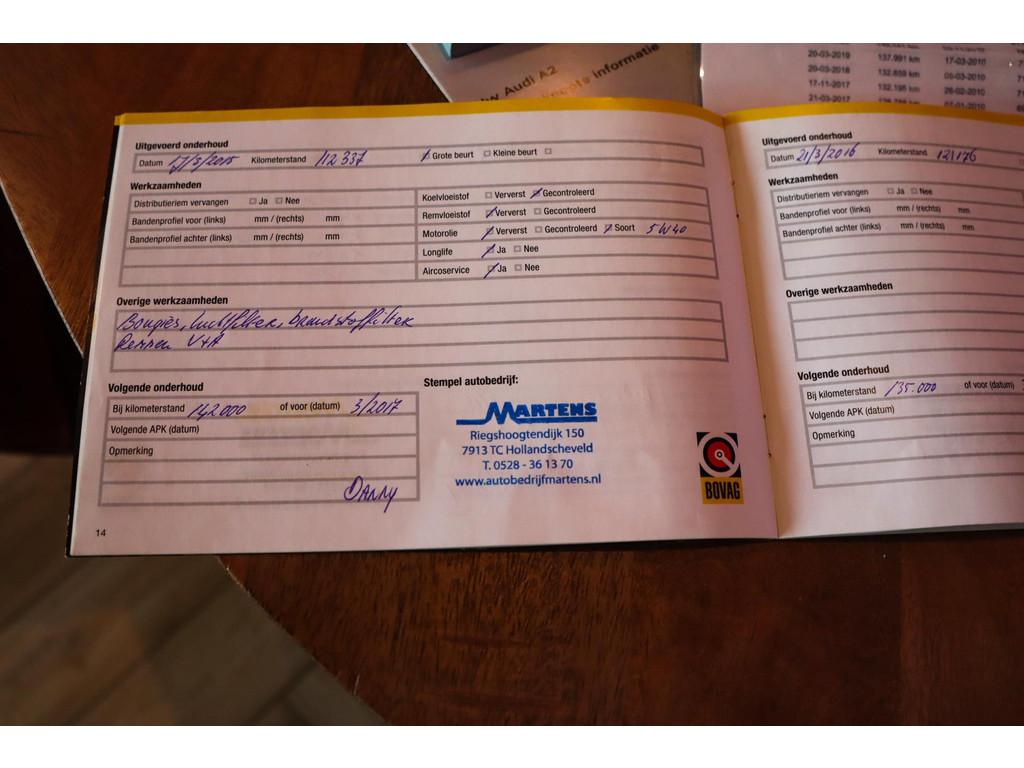 uw Audi A2
informatie
20-03-2019 137.991 km 17-03-2010
20-03-2018 132.859 km 05-03-2010
17-11-2017 132.195 km 26-02-2010
21-03-2017
Uitgevoerd onderhoud
Datum 17/3/2015 Kilometerstand 112 337 Grote beurt Kleine beurt
Werkzaamheden
Distributieriem vervangen Ja Nee
Bandenprofiel voor (links) mm / (rechts) mm
Bandenprofiel achter (links) mm / (rechts) mm
Koelvloeistof Ververst Gecontroleerd
Remvloeistof Ververst Gecontroleerd
Motorolie Ververst Gecontroleerd Soort 5W40
Longlife Ja Nee
Aircoservice Ja Nee
Overige werkzaamheden
Bougiès, luchtfilter, brandstoffilter
Remmen V+A
Volgende onderhoud
Bij kilometerstand 142.000 of voor (datum) 3/2017
Volgende APK (datum)
Opmerking
Danny
Stempel autobedrijf:
MARTENS
Riegshoogtendijk 150
7913 TC Hollandscheveld
T. 0528 - 36 13 70
www.autobedrijfmartens.nl
BOVAG
14
Uitgevoerd onderhoud
Datum 21/3/2016 Kilometerstand 121176
Werkzaamheden
Distributieriem vervangen Ja Nee
Bandenprofiel voor (links) mm / (rechts) mm
Bandenprofiel achter (links) mm / (rechts) mm
Overige werkzaamheden
Volgende onderhoud
Bij kilometerstand 135.000 of voor (datum)
Volgende APK (datum)
Opmerking